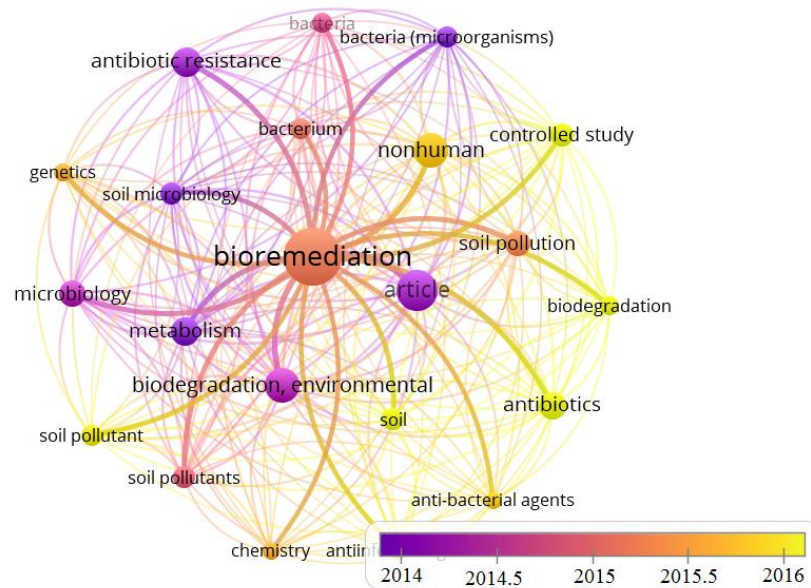 bacteria
bacteria (microorganisms)
antibiotic resistance
bacterium
controlled study
nonhuman
genetics
soil microbiology
soil pollution
bioremediation
article
microbiology
biodegradation
metabolism
biodegradation, environmental
antibiotics
soil
soil pollutant
soil pollutants
anti-bacterial agents
chemistry
2014 2014.5 2015 2015.5 2016